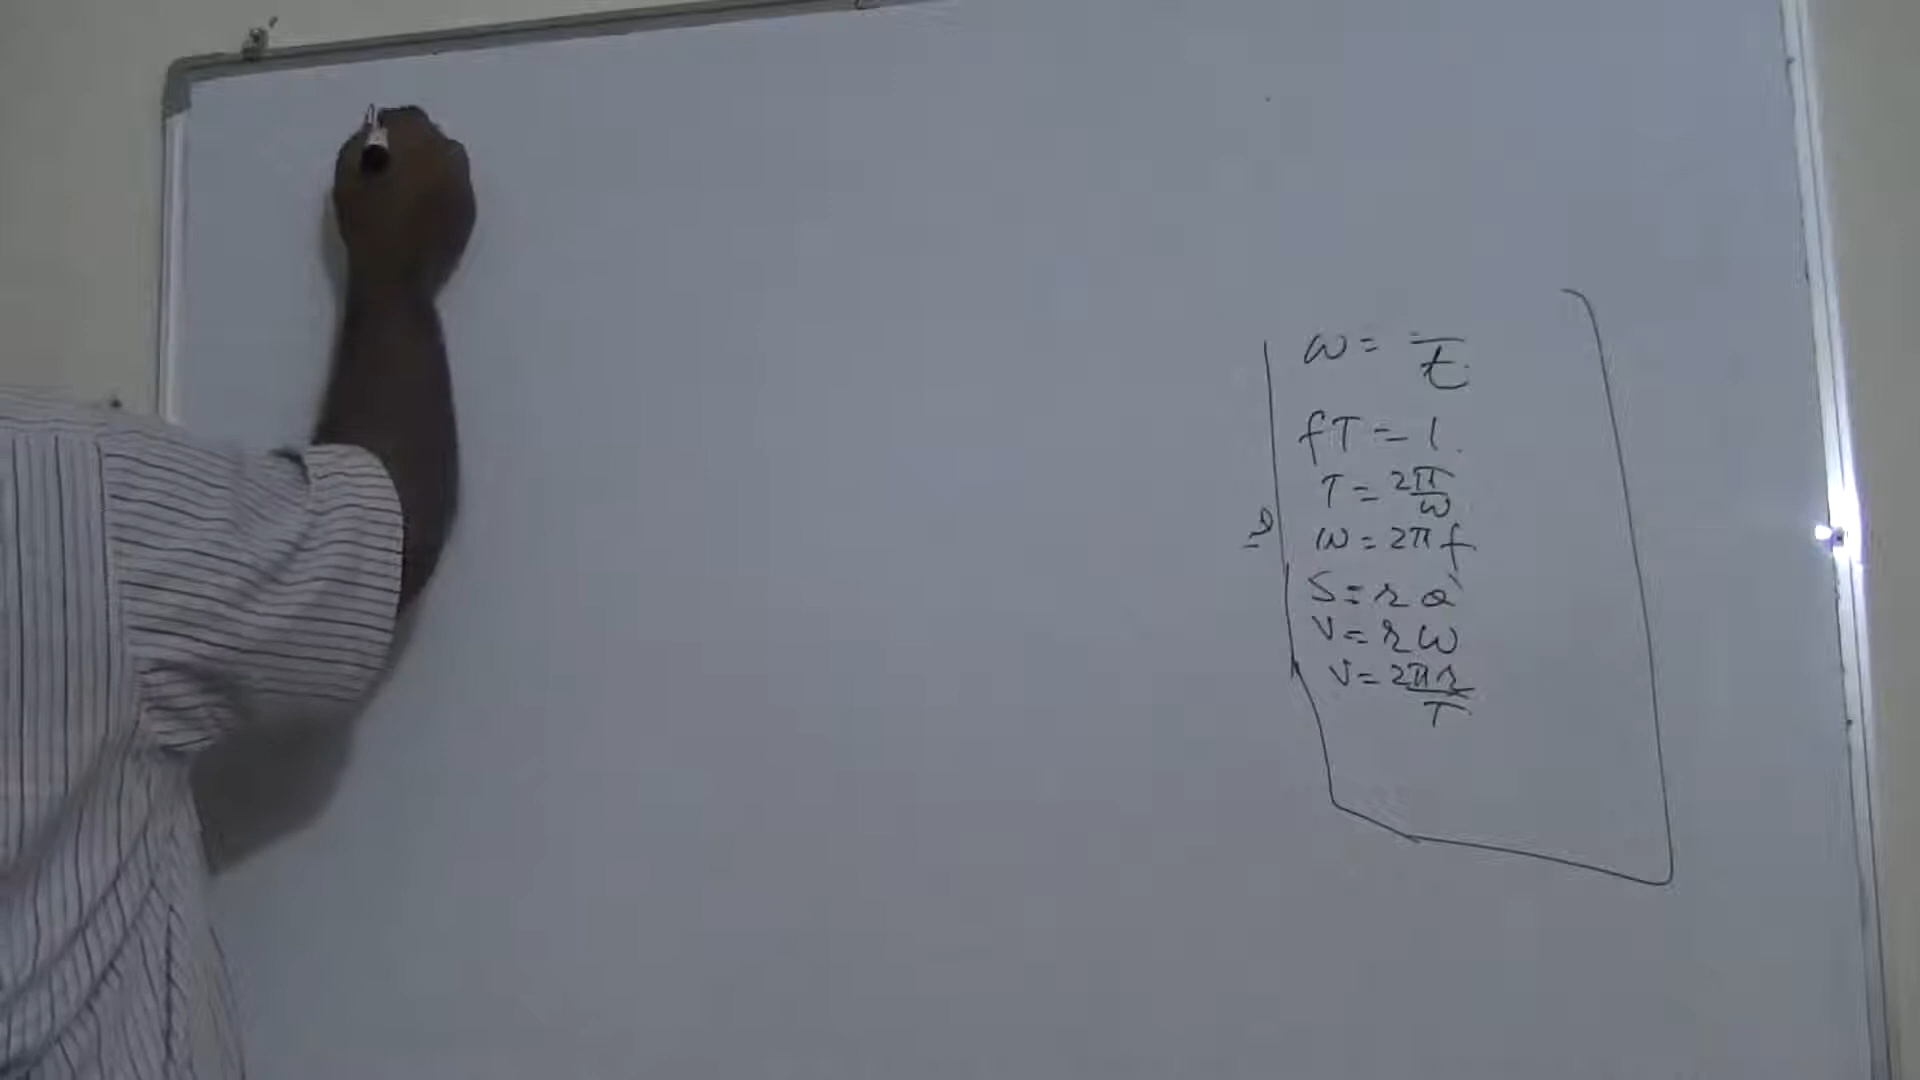 ω = — / t
fT = 1.
T = 2π/ω
ω = 2πf
S = rθ
V = rω
V = 2πr/T